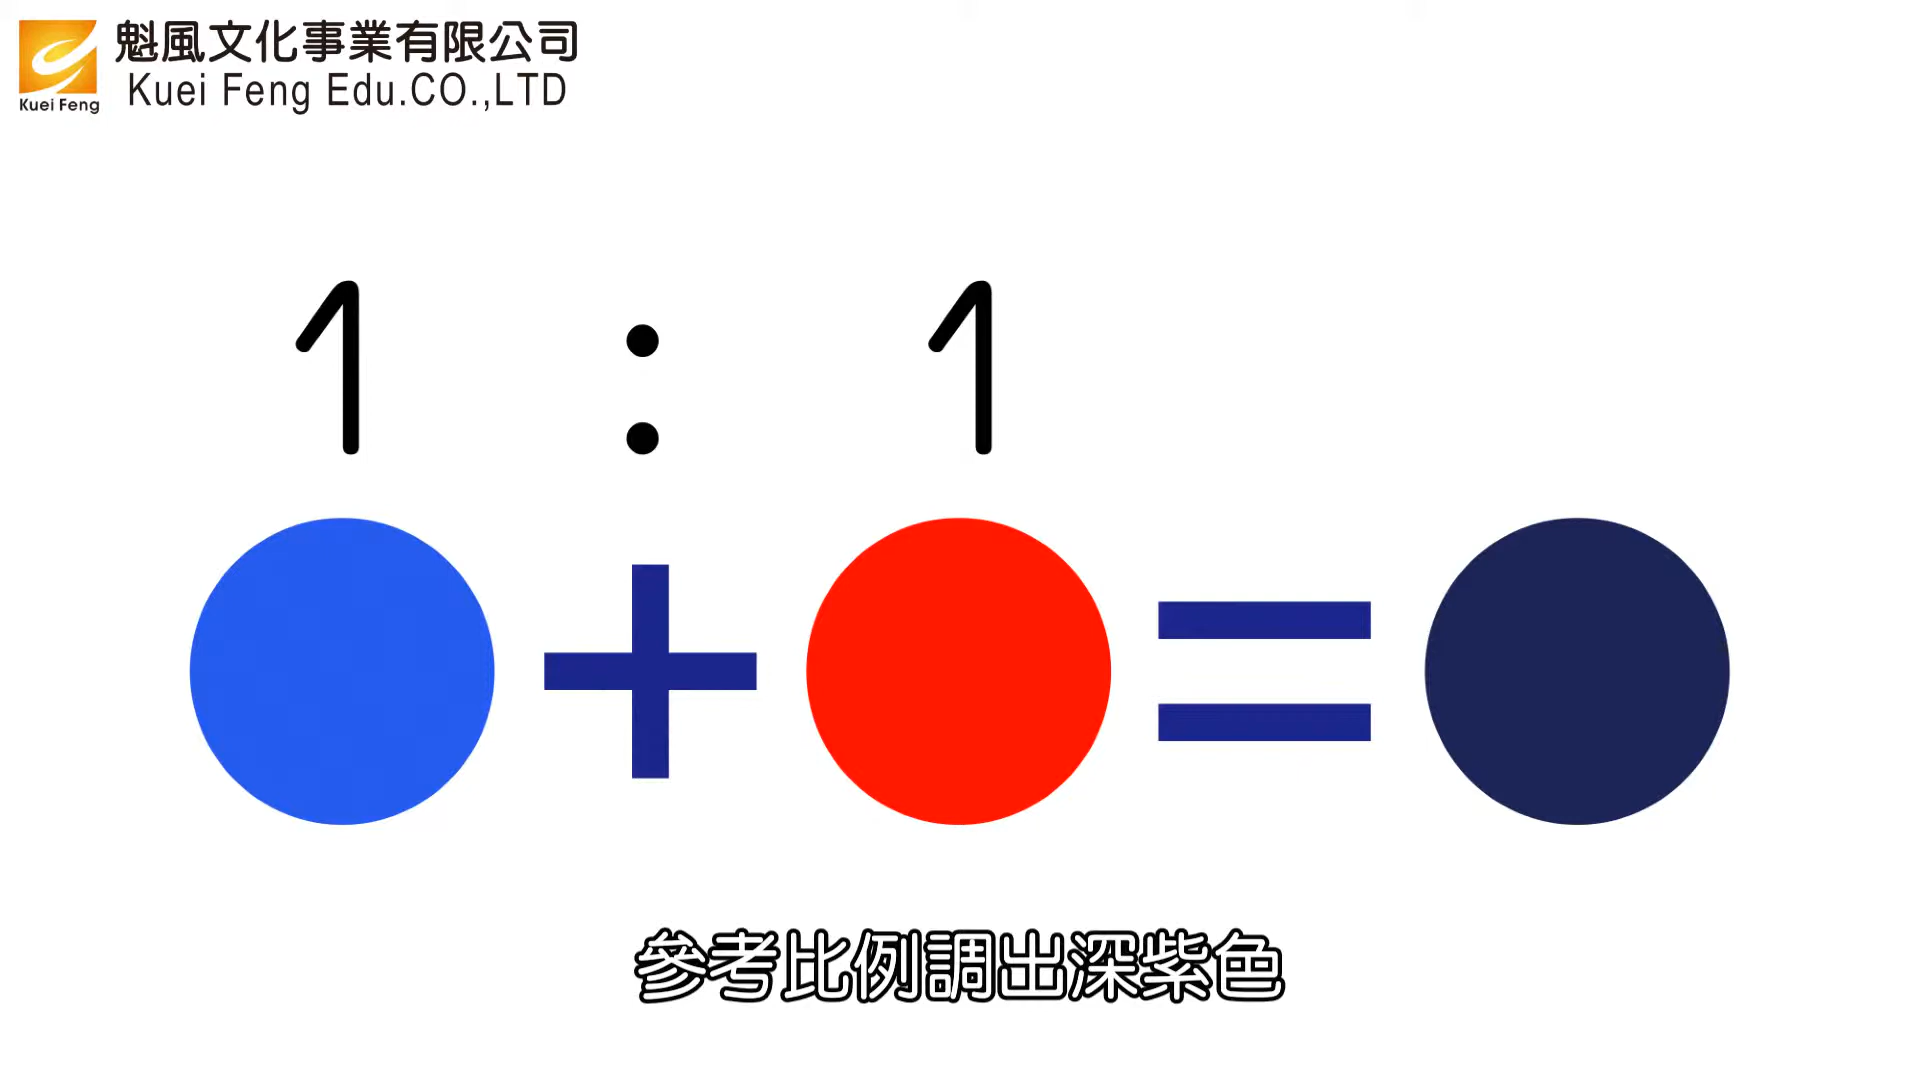 魁風文化事業有限公司
Kuei Feng Edu.CO.,LTD
Kuei Feng
1 : 1
+ =
參考比例調出深紫色